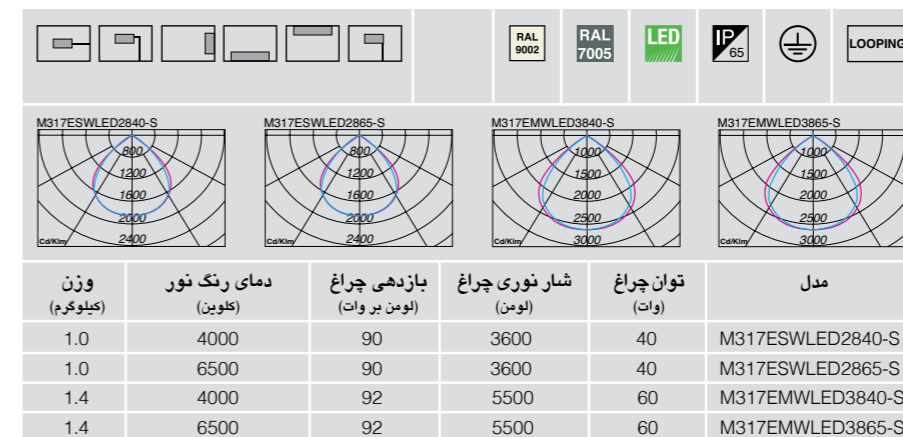 RAL
9002
RAL
7005
LED
IP
65
LOOPING
M317ESWLED2840-S
800
1200
1600
2000
2400
Cd/Klm
M317ESWLED2865-S
800
1200
1600
2000
2400
Cd/Klm
M317EMWLED3840-S
1000
1500
2000
2500
3000
Cd/Klm
M317EMWLED3865-S
1000
1500
2000
2500
3000
Cd/Klm
مدل توان چراغ شار نوری چراغ بازدهی چراغ دمای رنگ نور وزن
(وات) (لومن) (لومن بر وات) (کلوین) (کیلوگرم)
M317ESWLED2840-S 40 3600 90 4000 1.0
M317ESWLED2865-S 40 3600 90 6500 1.0
M317EMWLED3840-S 60 5500 92 4000 1.4
M317EMWLED3865-S 60 5500 92 6500 1.4